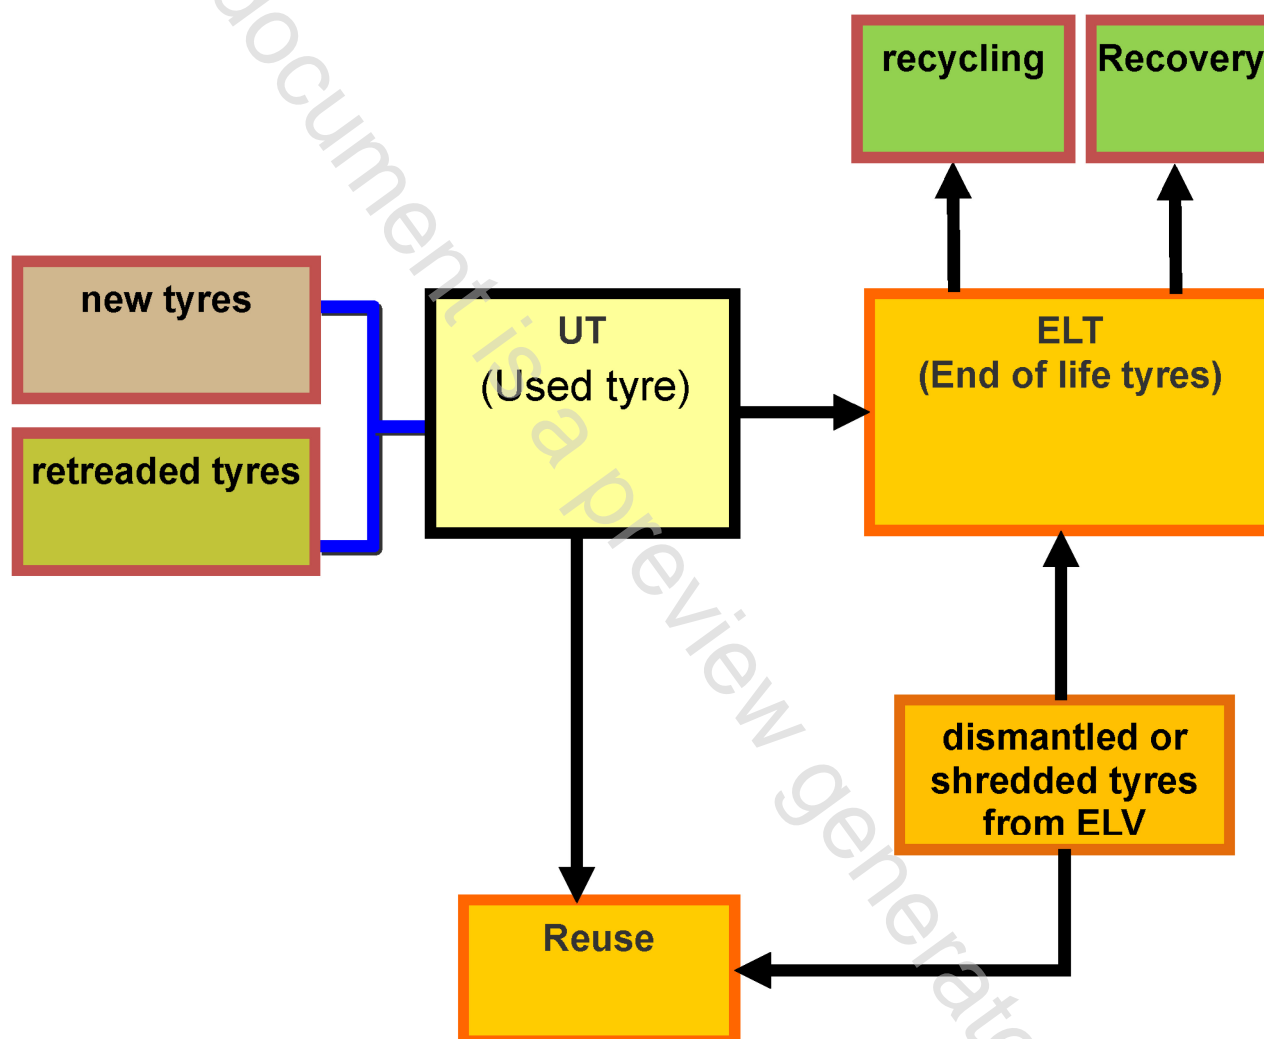 recycling
Recovery
new tyres
retreaded tyres
UT
(Used tyre)
ELT
(End of life tyres)
dismantled or
shredded tyres
from ELV
Reuse
document is a preview generate